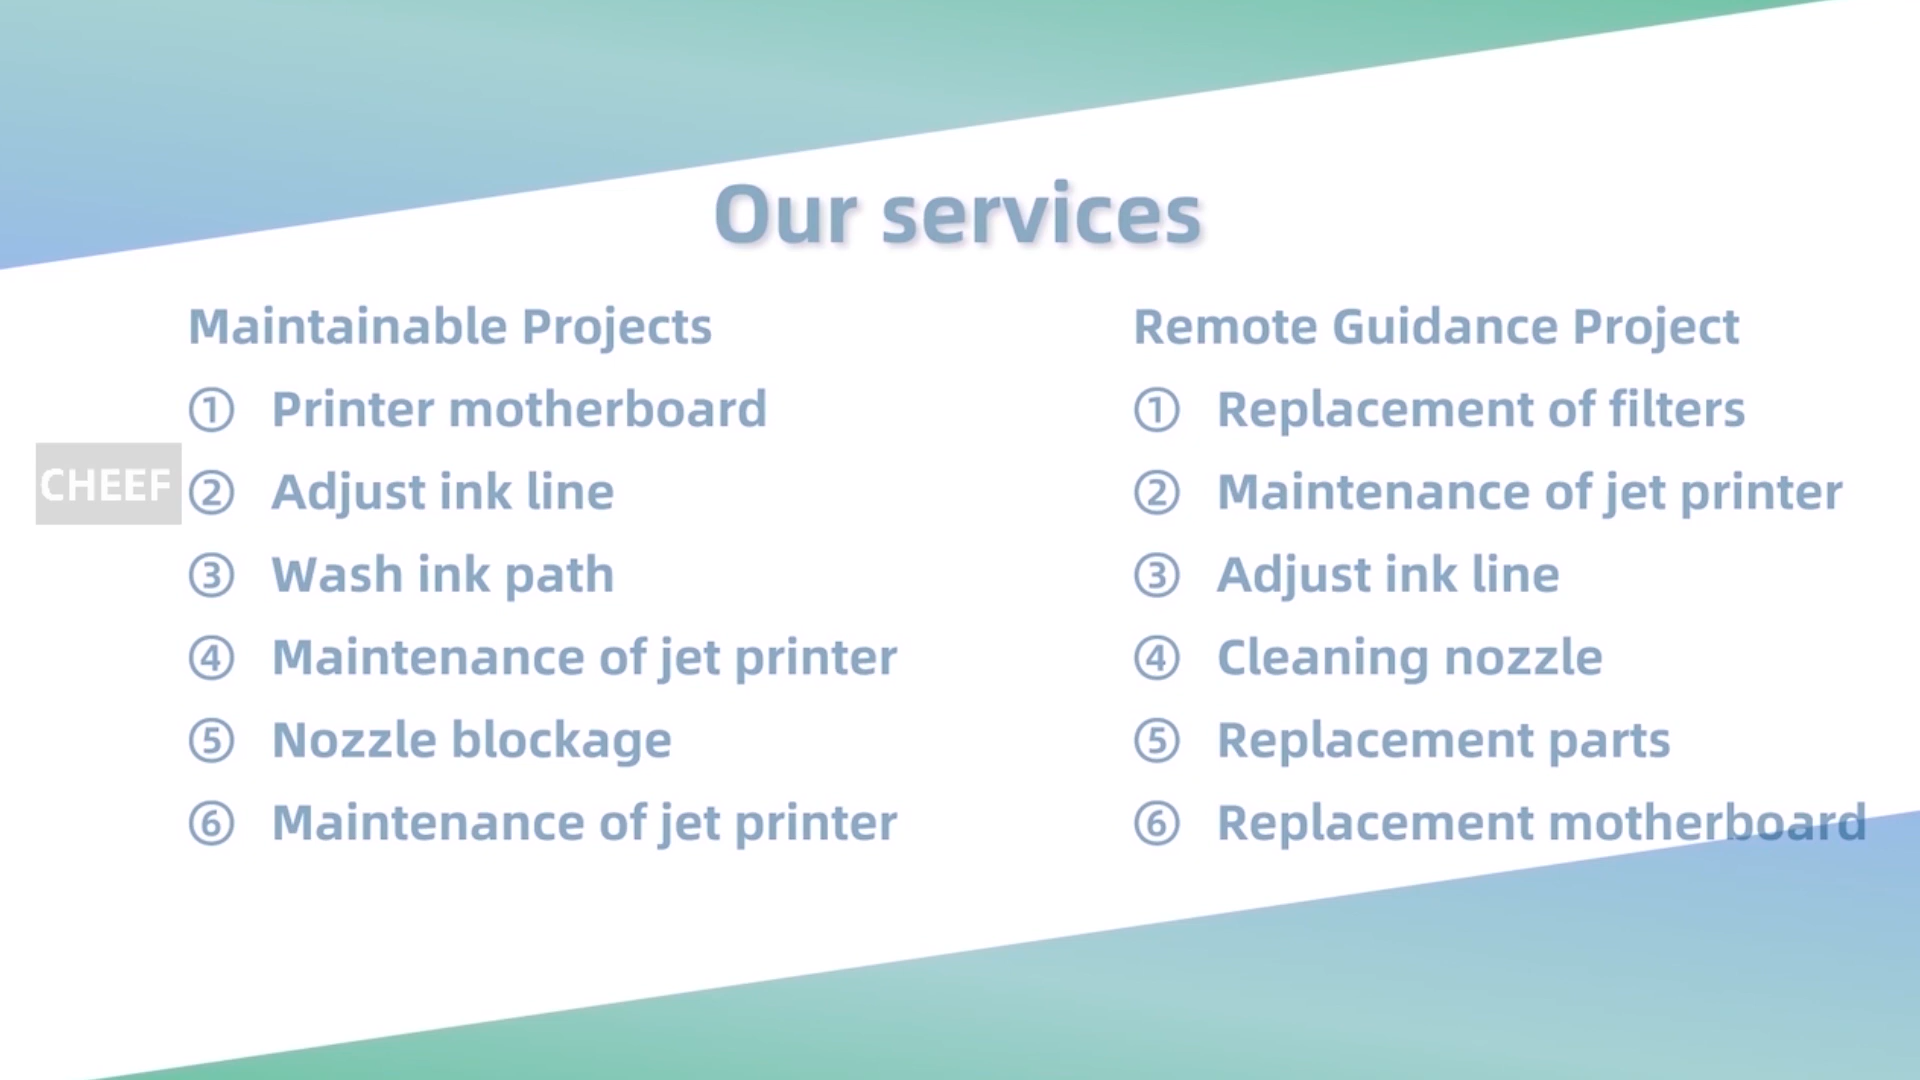 Our services
Maintainable Projects
① Printer motherboard
② Adjust ink line
③ Wash ink path
④ Maintenance of jet printer
⑤ Nozzle blockage
⑥ Maintenance of jet printer
Remote Guidance Project
① Replacement of filters
② Maintenance of jet printer
③ Adjust ink line
④ Cleaning nozzle
⑤ Replacement parts
⑥ Replacement motherboard
CHEEF